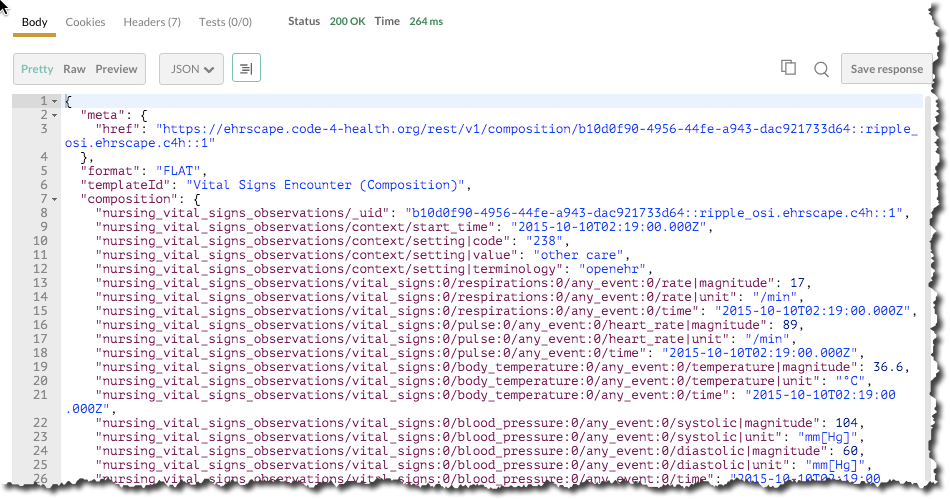 Body Cookies Headers (7) Tests (0/0) Status 200 OK Time 264 ms
Pretty Raw Preview JSON Save response
1 {
2 "meta": {
3 "href": "https://ehrscape.code-4-health.org/rest/v1/composition/b10d0f90-4956-44fe-a943-dac921733d64::ripple_
osi.ehrscape.c4h::1"
4 },
5 "format": "FLAT",
6 "templateId": "Vital Signs Encounter (Composition)",
7 "composition": {
8 "nursing_vital_signs_observations/_uid": "b10d0f90-4956-44fe-a943-dac921733d64::ripple_osi.ehrscape.c4h::1",
9 "nursing_vital_signs_observations/context/start_time": "2015-10-10T02:19:00.000Z",
10 "nursing_vital_signs_observations/context/setting|code": "238",
11 "nursing_vital_signs_observations/context/setting|value": "other care",
12 "nursing_vital_signs_observations/context/setting|terminology": "openehr",
13 "nursing_vital_signs_observations/vital_signs:0/respirations:0/any_event:0/rate|magnitude": 17,
14 "nursing_vital_signs_observations/vital_signs:0/respirations:0/any_event:0/rate|unit": "/min",
15 "nursing_vital_signs_observations/vital_signs:0/respirations:0/any_event:0/time": "2015-10-10T02:19:00.000Z",
16 "nursing_vital_signs_observations/vital_signs:0/pulse:0/any_event:0/heart_rate|magnitude": 89,
17 "nursing_vital_signs_observations/vital_signs:0/pulse:0/any_event:0/heart_rate|unit": "/min",
18 "nursing_vital_signs_observations/vital_signs:0/pulse:0/any_event:0/time": "2015-10-10T02:19:00.000Z",
19 "nursing_vital_signs_observations/vital_signs:0/body_temperature:0/any_event:0/temperature|magnitude": 36.6,
20 "nursing_vital_signs_observations/vital_signs:0/body_temperature:0/any_event:0/temperature|unit": "°C",
21 "nursing_vital_signs_observations/vital_signs:0/body_temperature:0/any_event:0/time": "2015-10-10T02:19:00
.000Z",
22 "nursing_vital_signs_observations/vital_signs:0/blood_pressure:0/any_event:0/systolic|magnitude": 104,
23 "nursing_vital_signs_observations/vital_signs:0/blood_pressure:0/any_event:0/systolic|unit": "mm[Hg]",
24 "nursing_vital_signs_observations/vital_signs:0/blood_pressure:0/any_event:0/diastolic|magnitude": 60,
25 "nursing_vital_signs_observations/vital_signs:0/blood_pressure:0/any_event:0/diastolic|unit": "mm[Hg]",
26 "nursing_vital_signs_observations/vital_signs:0/blood_pressure:0/any_event:0/time": "2015-10-10T02:19:00